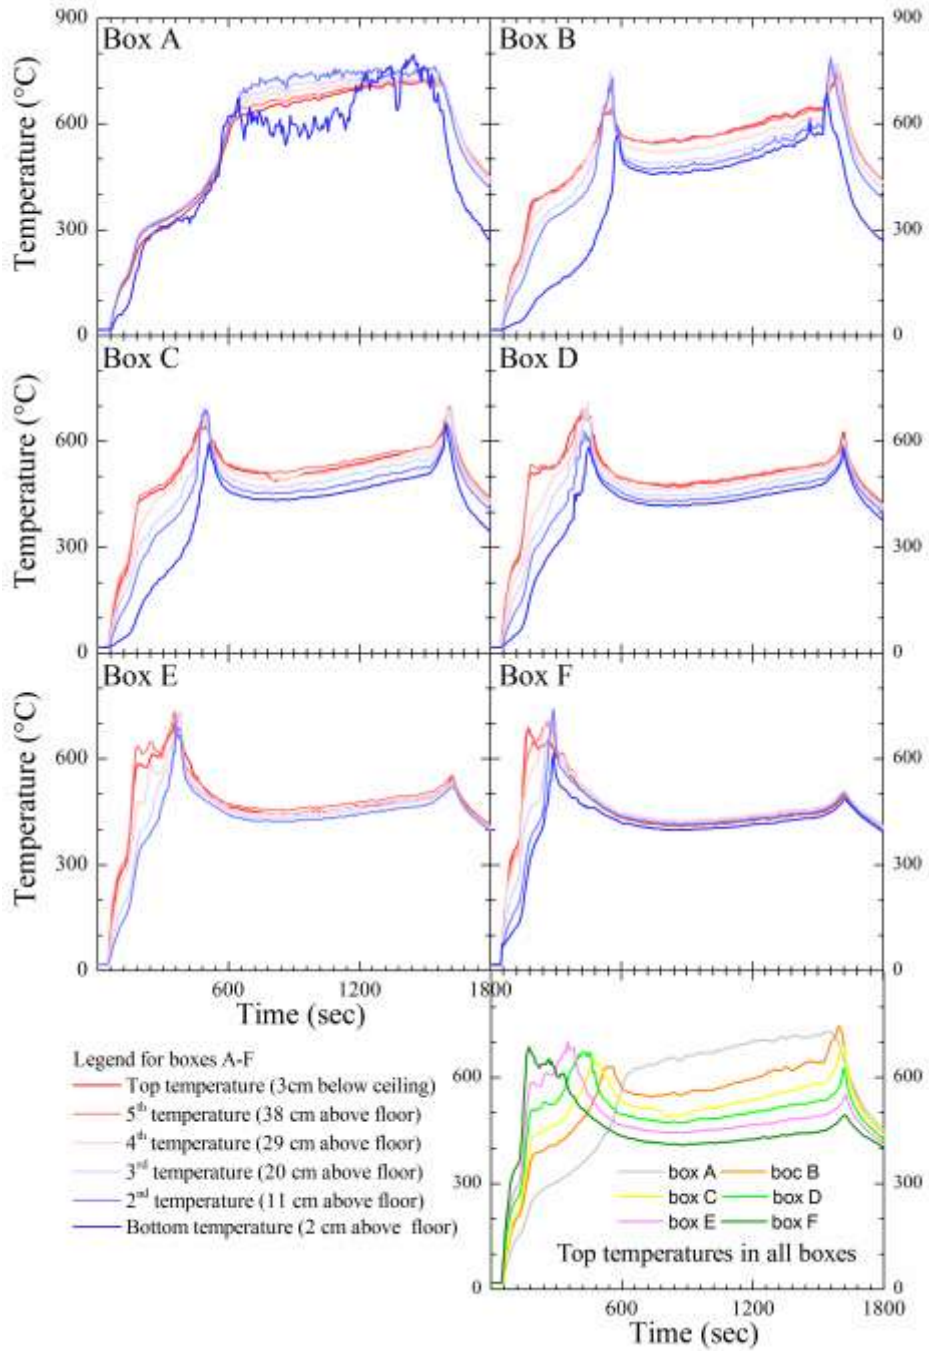 900
900
Box A
Box B
Temperature (°C)
600
600
300
300
0
0
Box C
Box D
Temperature (°C)
600
600
300
300
0
0
Box E
Box F
Temperature (°C)
600
600
300
300
0
0
600
1200
1800
Time (sec)
Legend for boxes A-F
Top temperature (3cm below ceiling)
5th temperature (38 cm above floor)
4th temperature (29 cm above floor)
3rd temperature (20 cm above floor)
2nd temperature (11 cm above floor)
Bottom temperature (2 cm above floor)
600
300
0
box A
boc B
box C
box D
box E
box F
Top temperatures in all boxes
600
1200
1800
Time (sec)